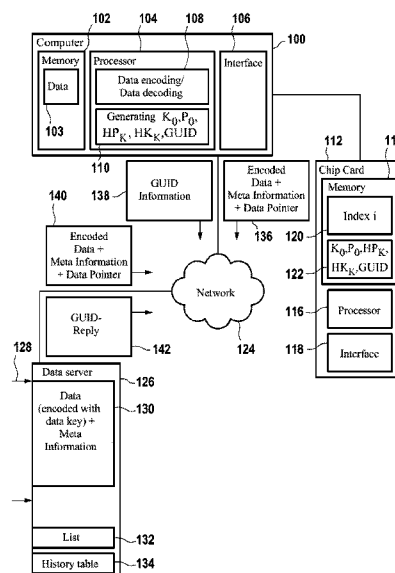 108
102
104
106
Computer
100
Memory
Processor
Interface
Data
Data encoding/
Data decoding
103
Generating K0,P0,
HPK, HKK,GUID
110
112
11
Chip Card
Memory
Index i
120
K0,P0,HPK,
HKK,GUID
122
Processor
116
Interface
118
138
GUID
Information
Encoded
Data +
Meta Information
+ Data Pointer
136
140
Encoded
Data +
Meta Information
+ Data Pointer
Network
124
GUID-
Reply
142
128
Data server
126
Data
(encoded with
data key) +
Meta
Information
130
List
132
History table
134